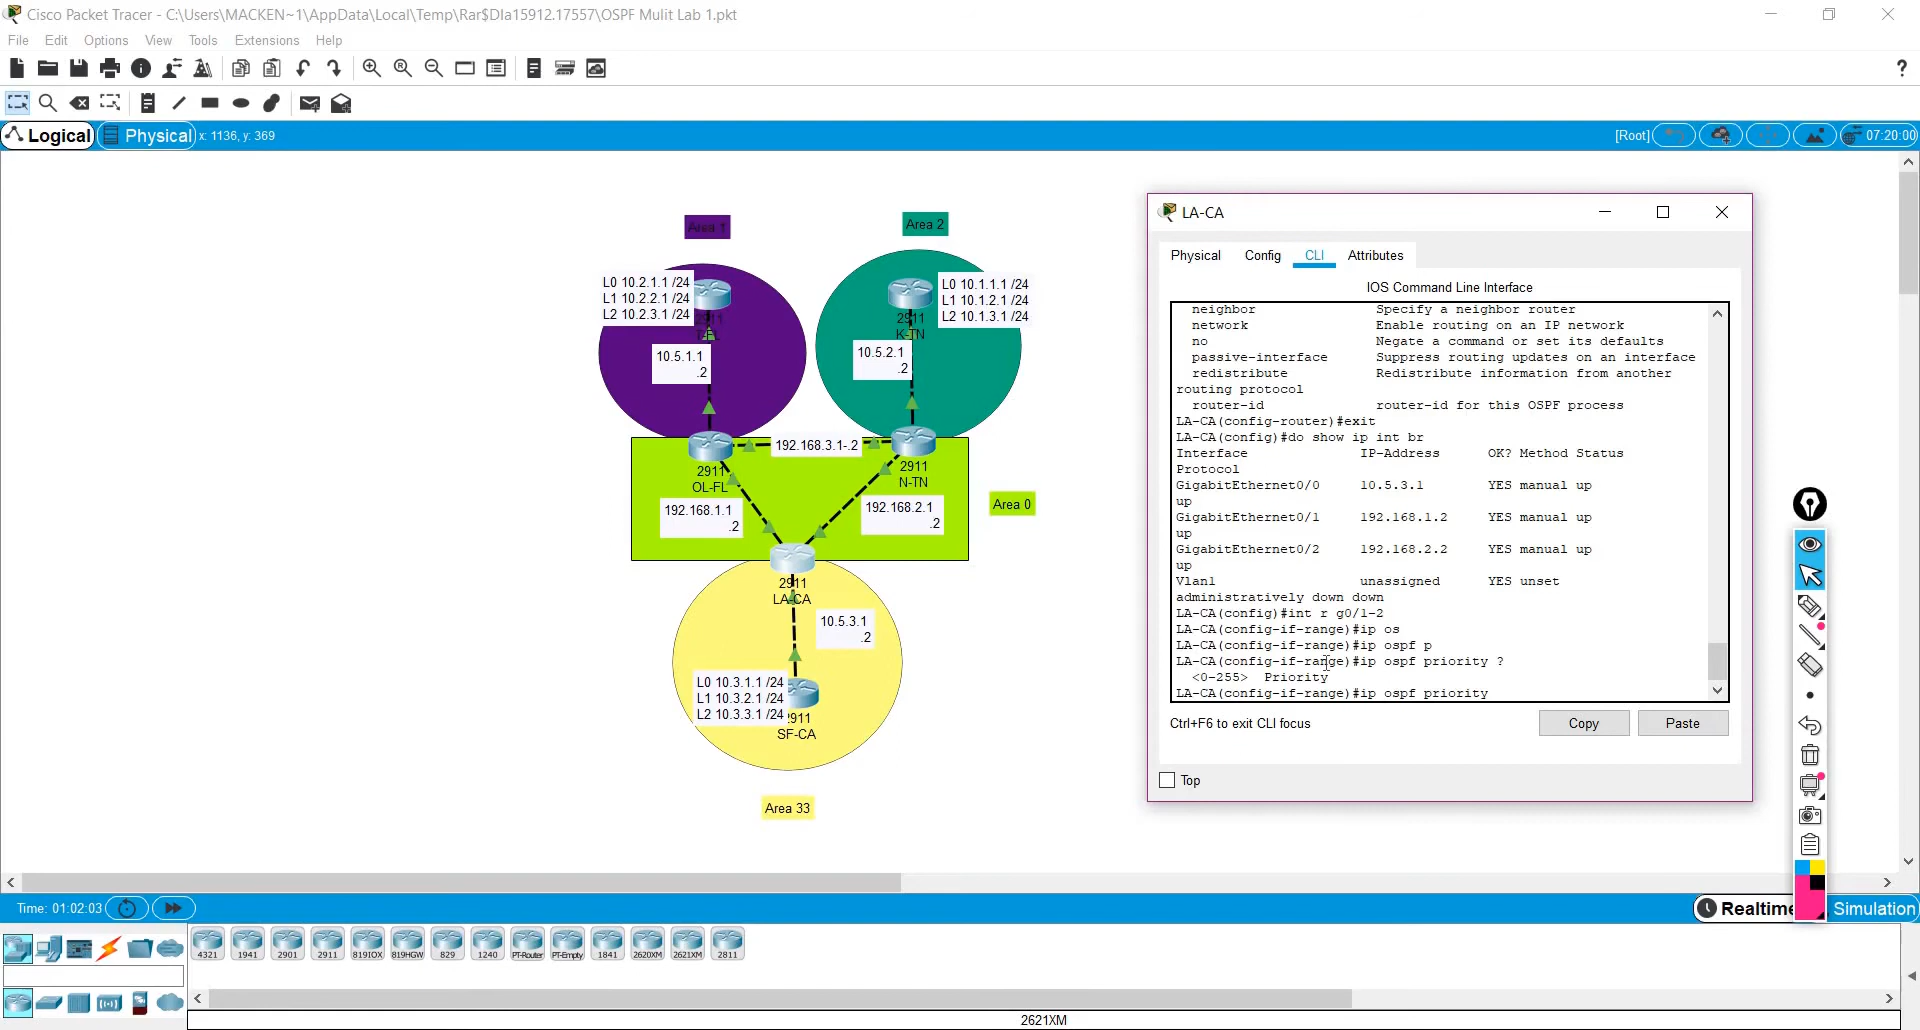 Cisco Packet Tracer - C:\Users\MACKEN~1\AppData\Local\Temp\Rar$DIa15912.17557\OSPF Mulit Lab 1.pkt
File Edit Options View Tools Extensions Help
Logical Physical x: 1136, y: 369
[Root] 07:20:00
Area 1
Area 2
L0 10.2.1.1 /24
L1 10.2.2.1 /24
L2 10.2.3.1 /24
2911
T-FL
L0 10.1.1.1 /24
L1 10.1.2.1 /24
L2 10.1.3.1 /24
2911
K-TN
10.5.1.1
.2
10.5.2.1
.2
192.168.3.1-.2
2911
OL-FL
2911
N-TN
192.168.1.1
.2
192.168.2.1
.2
Area 0
2911
LA-CA
10.5.3.1
.2
L0 10.3.1.1 /24
L1 10.3.2.1 /24
L2 10.3.3.1 /24
2911
SF-CA
Area 33
LA-CA
Physical Config CLI Attributes
IOS Command Line Interface
neighbor Specify a neighbor router
network Enable routing on an IP network
no Negate a command or set its defaults
passive-interface Suppress routing updates on an interface
redistribute Redistribute information from another
routing protocol
router-id router-id for this OSPF process
LA-CA(config-router)#exit
LA-CA(config)#do show ip int br
Interface IP-Address OK? Method Status
Protocol
GigabitEthernet0/0 10.5.3.1 YES manual up
up
GigabitEthernet0/1 192.168.1.2 YES manual up
up
GigabitEthernet0/2 192.168.2.2 YES manual up
up
Vlan1 unassigned YES unset
administratively down down
LA-CA(config)#int r g0/1-2
LA-CA(config-if-range)#ip os
LA-CA(config-if-range)#ip ospf p
LA-CA(config-if-range)#ip ospf priority ?
<0-255> Priority
LA-CA(config-if-range)#ip ospf priority
Ctrl+F6 to exit CLI focus
Copy Paste
Top
Time: 01:02:03
Realtime Simulation
4321 1941 2901 2911 819IOX 819HGW 829 1240 PT-Router PT-Empty 1841 2620XM 2621XM 2811
2621XM